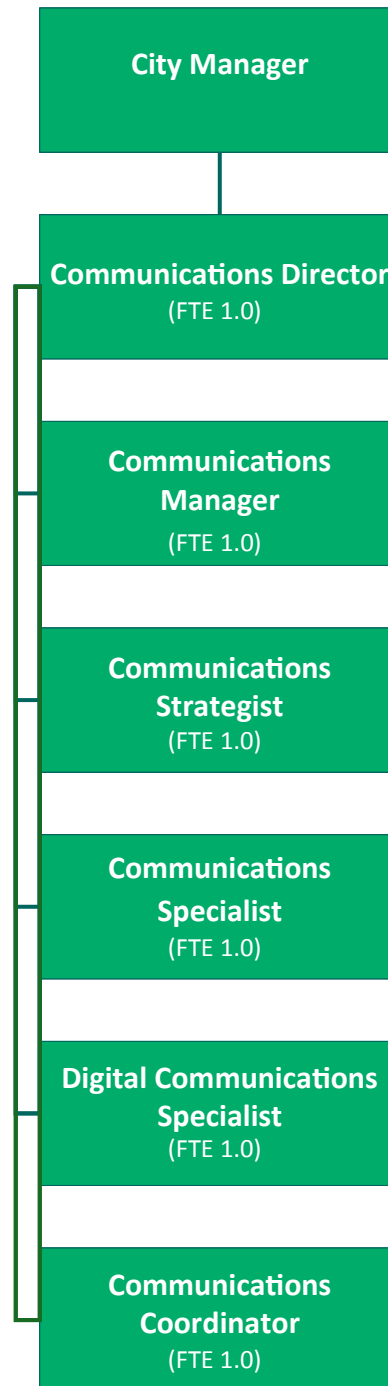 City Manager
Communications Director
(FTE 1.0)
Communications
Manager
(FTE 1.0)
Communications
Strategist
(FTE 1.0)
Communications
Specialist
(FTE 1.0)
Digital Communications
Specialist
(FTE 1.0)
Communications
Coordinator
(FTE 1.0)